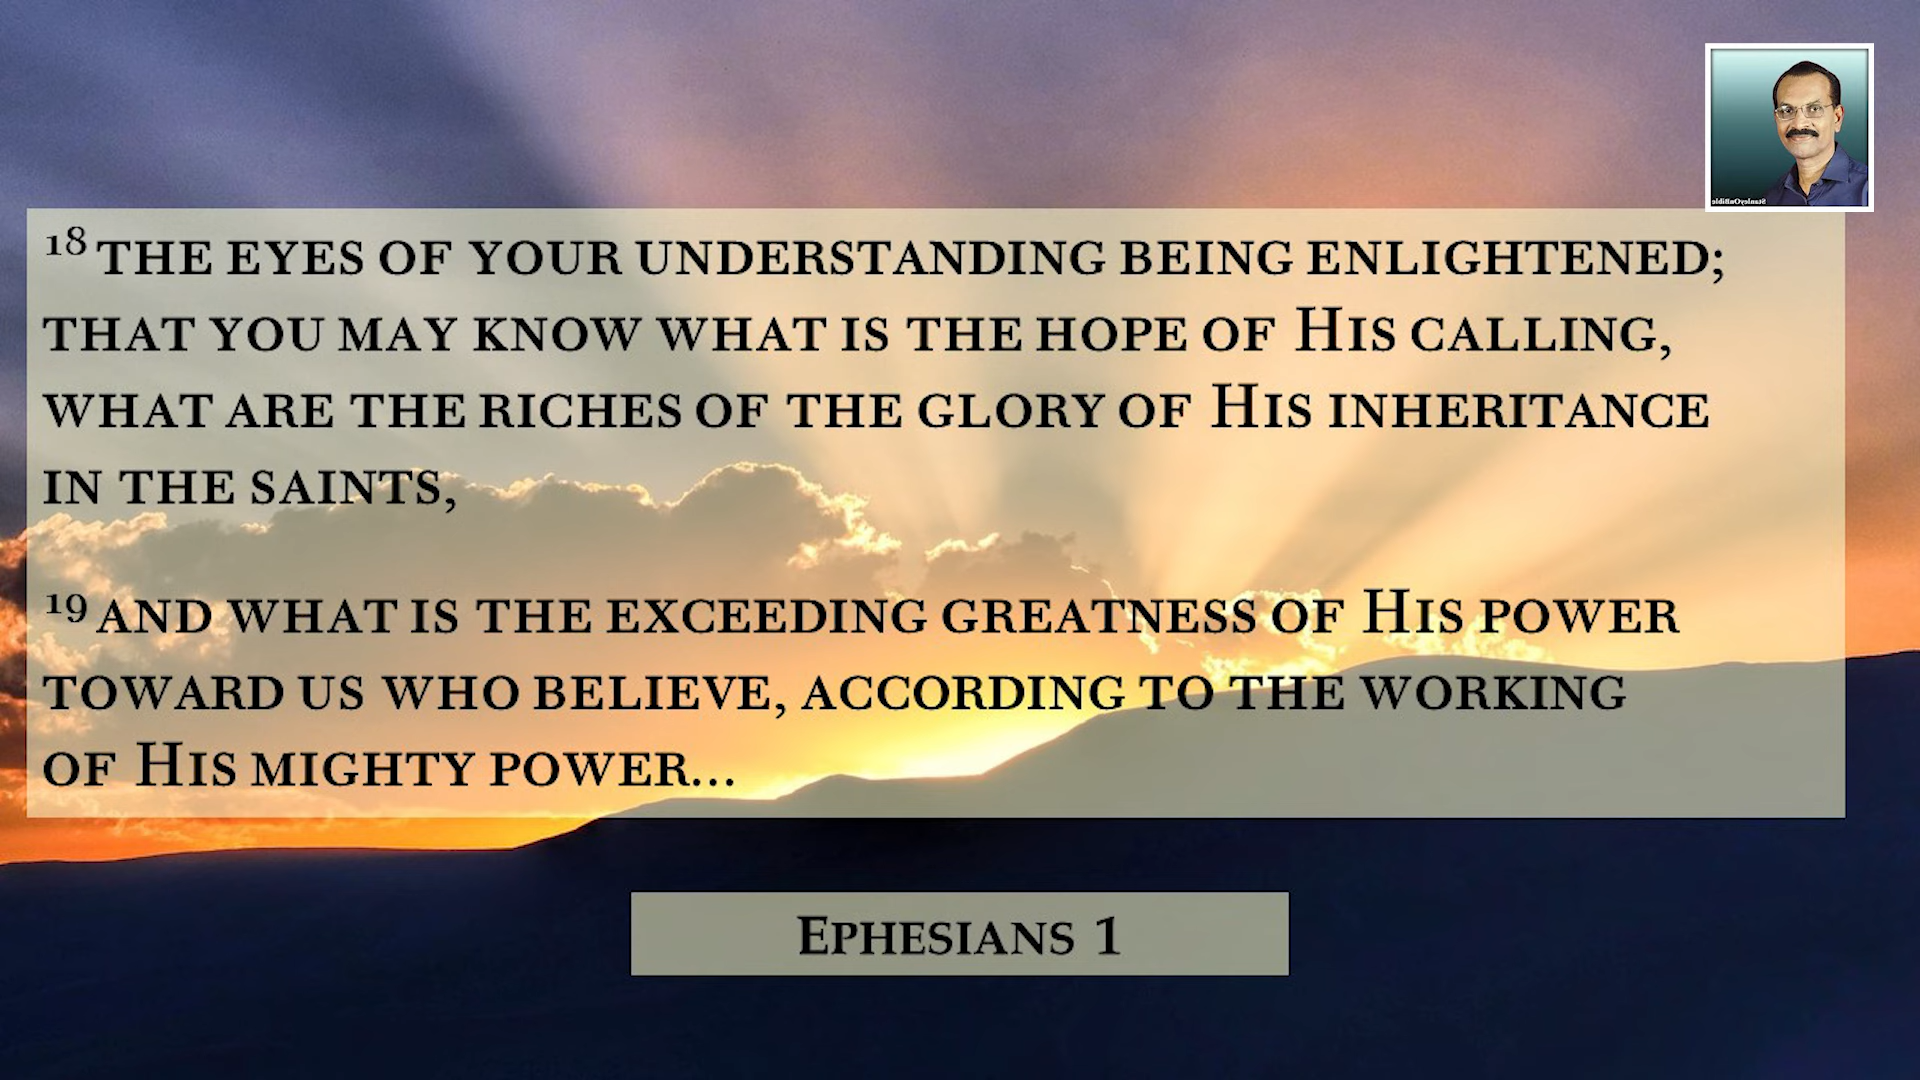 StanleyOnBible
18 THE EYES OF YOUR UNDERSTANDING BEING ENLIGHTENED;
THAT YOU MAY KNOW WHAT IS THE HOPE OF HIS CALLING,
WHAT ARE THE RICHES OF THE GLORY OF HIS INHERITANCE
IN THE SAINTS,
19 AND WHAT IS THE EXCEEDING GREATNESS OF HIS POWER
TOWARD US WHO BELIEVE, ACCORDING TO THE WORKING
OF HIS MIGHTY POWER...
EPHESIANS 1